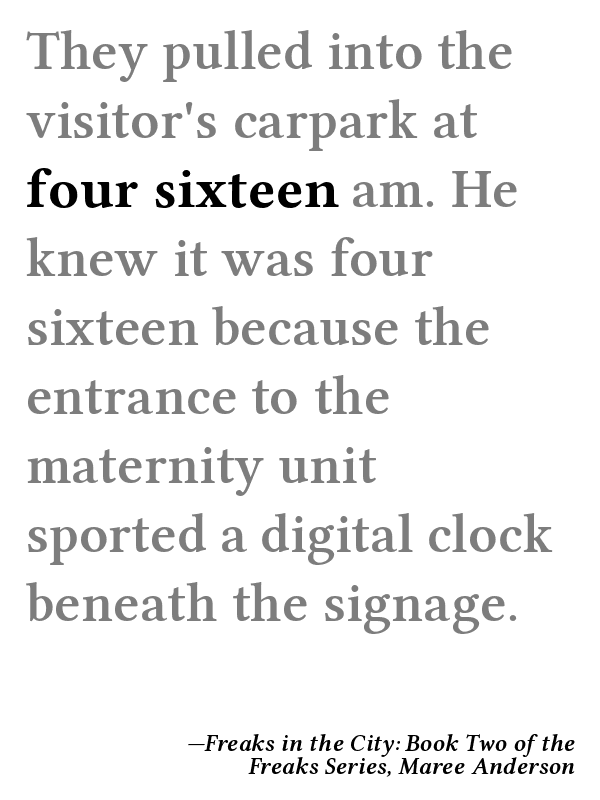 They pulled into the
visitor's carpark at
four sixteen am. He
knew it was four
sixteen because the
entrance to the
maternity unit
sported a digital clock
beneath the signage.
—Freaks in the City: Book Two of the
Freaks Series, Maree Anderson